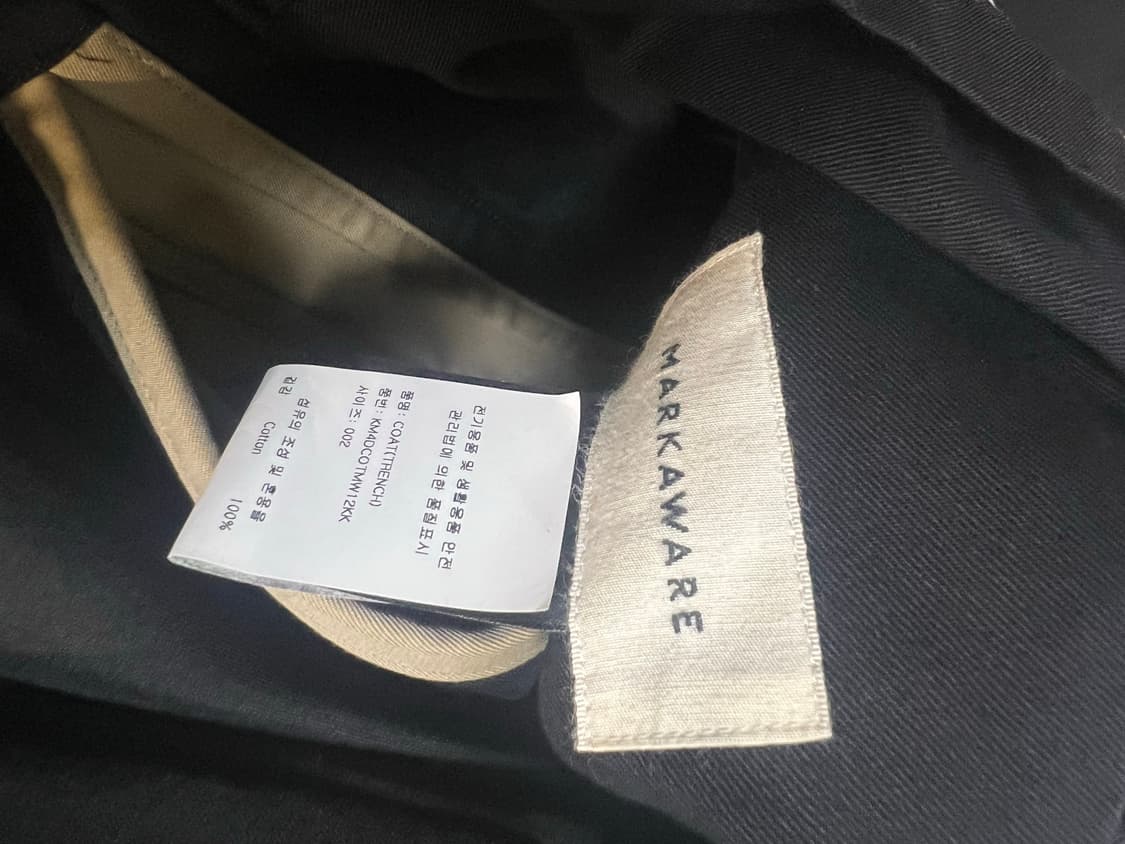 전기용품 및 생활용품 안전
관리법에 의한 품질표시
품명: COAT(TRENCH)
품번: KM4DCOTMW12KK
사이즈: 002
섬유의 조성 및 혼용율
겉감
Cotton 100%
MARKAWARE